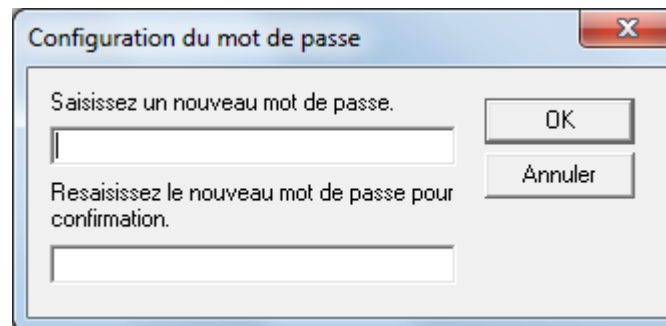 Configuration du mot de passe
Saisissez un nouveau mot de passe.
OK
Annuler
Resaisissez le nouveau mot de passe pour
confirmation.